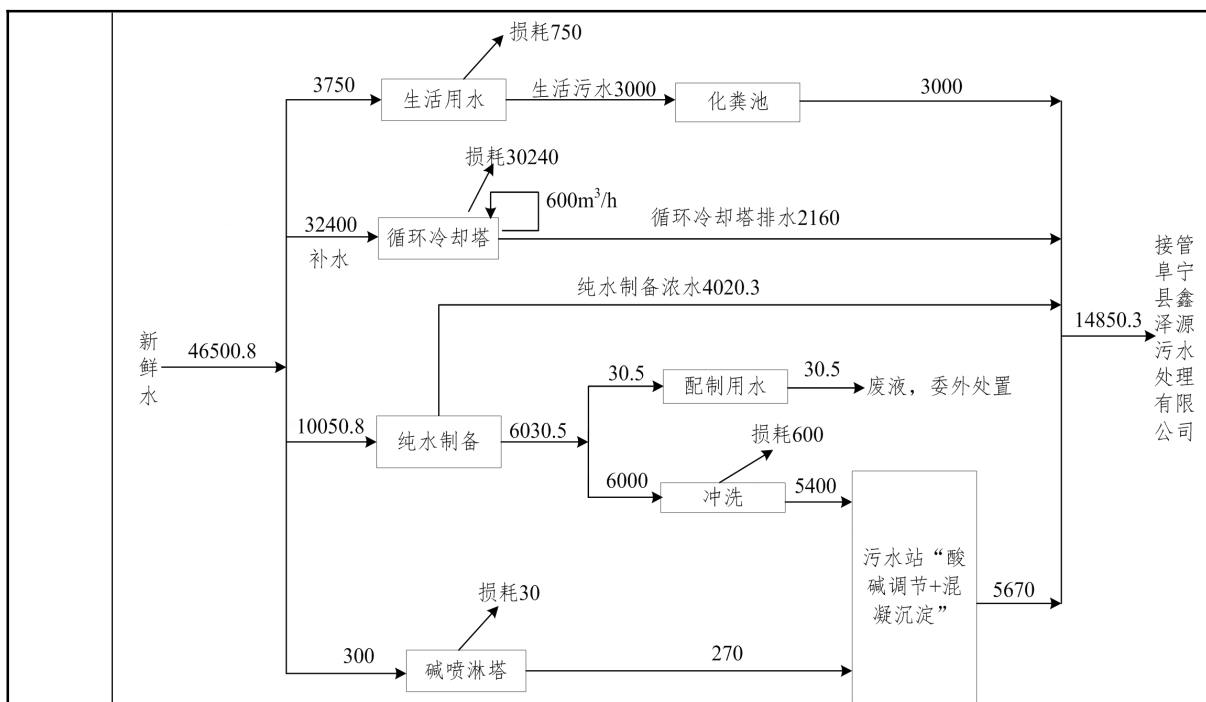 损耗750
3750
生活用水
生活污水3000
化粪池
3000
损耗30240
600m³/h
32400
补水
循环冷却塔
循环冷却塔排水2160
纯水制备浓水4020.3
新鲜水
46500.8
14850.3
接管阜宁县鑫泽源污水处理有限公司
30.5
配制用水
30.5
废液，委外处置
10050.8
纯水制备
6030.5
损耗600
6000
冲洗
5400
污水站“酸
碱调节+混
凝沉淀”
5670
损耗30
300
碱喷淋塔
270